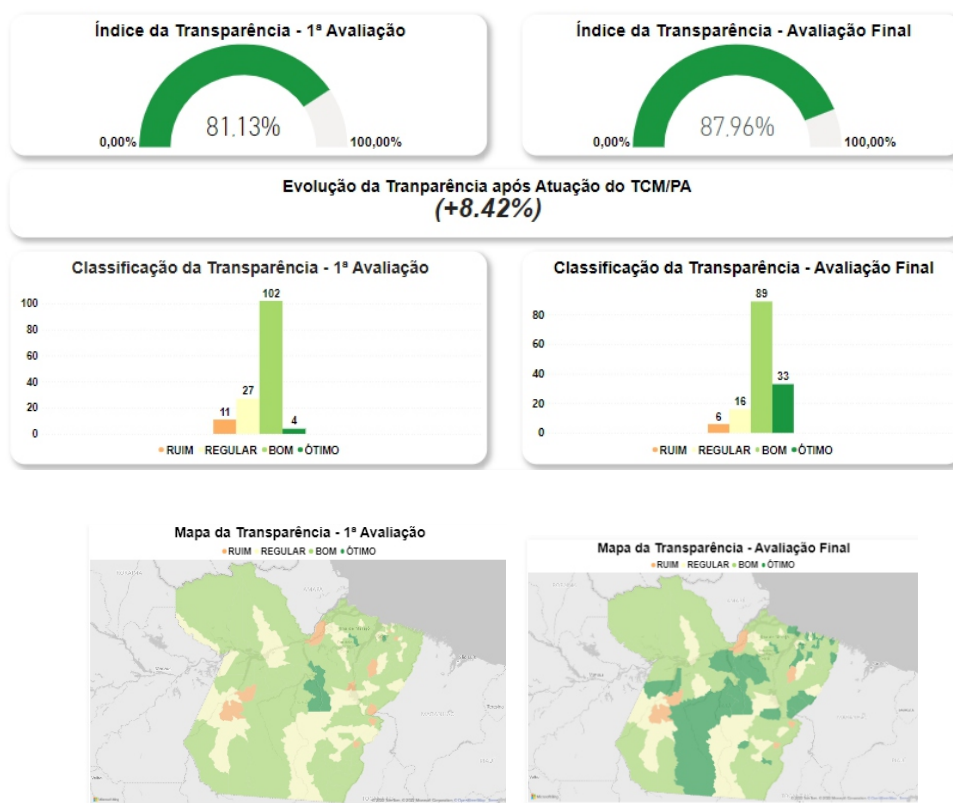 Índice da Transparência - 1ª Avaliação
81,13%
0,00%
100,00%
Índice da Transparência - Avaliação Final
87,96%
0,00%
100,00%
Evolução da Tranparência após Atuação do TCM/PA
(+8.42%)
Classificação da Transparência - 1ª Avaliação
100
80
60
40
20
0
11
27
102
4
RUIM REGULAR BOM ÓTIMO
Classificação da Transparência - Avaliação Final
80
60
40
20
0
6
16
89
33
RUIM REGULAR BOM ÓTIMO
Mapa da Transparência - 1ª Avaliação
RUIM REGULAR BOM ÓTIMO
Mapa da Transparência - Avaliação Final
RUIM REGULAR BOM ÓTIMO